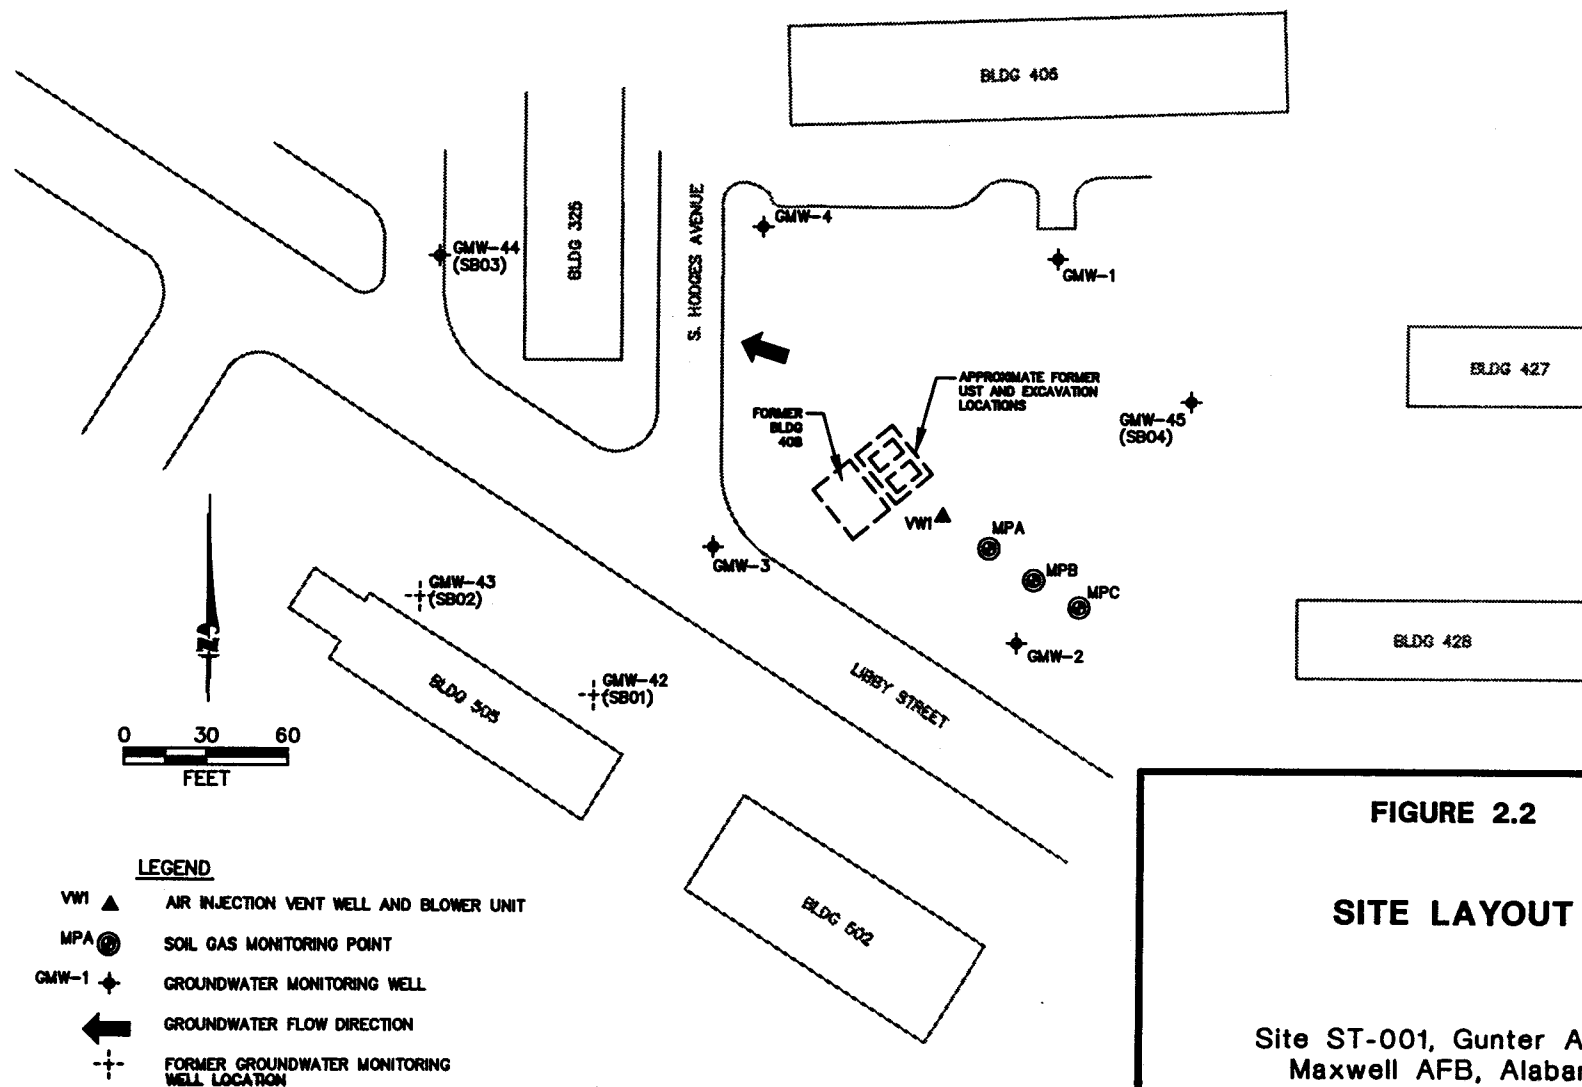 BLDG 406
S. HODGES AVENUE
BLDG 325
GMW-4
GMW-44
(SB03)
GMW-1
BLDG 427
APPROXIMATE FORMER
UST AND EXCAVATION
LOCATIONS
FORMER
BLDG
408
GMW-45
(SB04)
VW1
MPA
MPB
MPC
GMW-3
GMW-43
(SB02)
GMW-2
BLDG 428
GMW-42
(SB01)
BLDG 505
LIBBY STREET
N
0 30 60
FEET
BLDG 502
LEGEND
VW1 AIR INJECTION VENT WELL AND BLOWER UNIT
MPA SOIL GAS MONITORING POINT
GMW-1 GROUNDWATER MONITORING WELL
GROUNDWATER FLOW DIRECTION
FORMER GROUNDWATER MONITORING
WELL LOCATION
FIGURE 2.2
SITE LAYOUT
Site ST-001, Gunter A
Maxwell AFB, Alabar